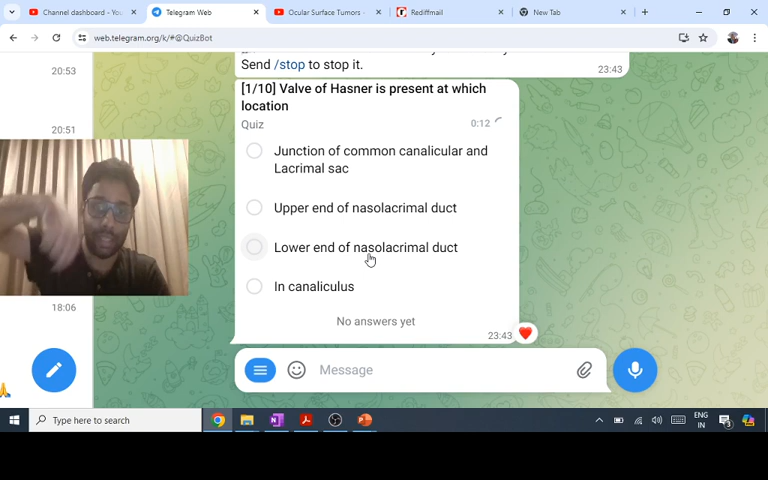 Channel dashboard - You
Telegram Web
Ocular Surface Tumors -
Rediffmail
New Tab
web.telegram.org/k/#@QuizBot
20:53
20:51
18:06
Send /stop to stop it.
23:43
[1/10] Valve of Hasner is present at which
location
Quiz
0:12
Junction of common canalicular and
Lacrimal sac
Upper end of nasolacrimal duct
Lower end of nasolacrimal duct
In canaliculus
No answers yet
23:43
Message
Type here to search
ENG
IN
3